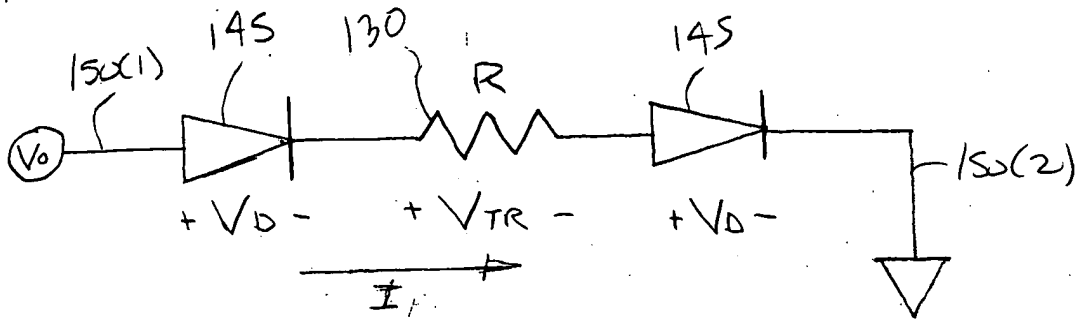 145 130 145
150(1) R
V0 150(2)
+ VD - + VTR - + VD -
I1